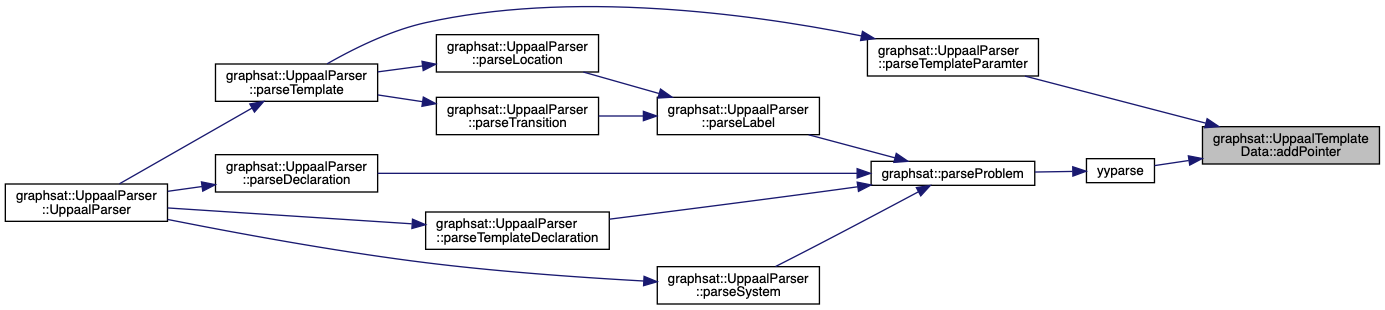 graphsat::UppaalParser
::UppaalParser
graphsat::UppaalParser
::parseTemplate
graphsat::UppaalParser
::parseDeclaration
graphsat::UppaalParser
::parseLocation
graphsat::UppaalParser
::parseTransition
graphsat::UppaalParser
::parseTemplateDeclaration
graphsat::UppaalParser
::parseLabel
graphsat::UppaalParser
::parseSystem
graphsat::UppaalParser
::parseTemplateParamter
graphsat::parseProblem
yyparse
graphsat::UppaalTemplate
Data::addPointer